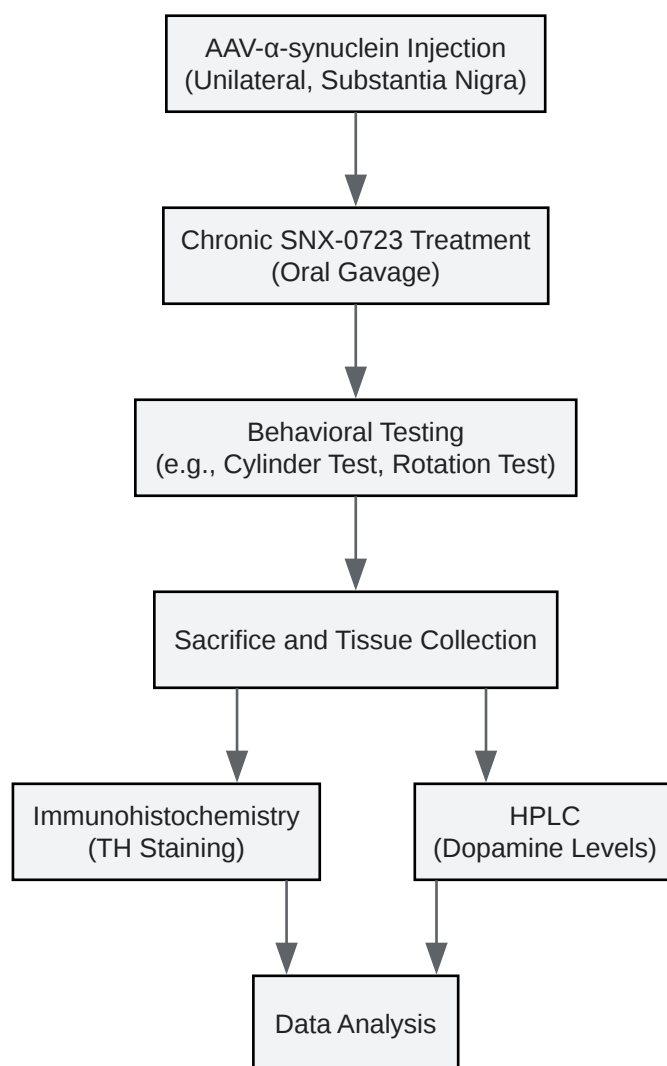 AAV-α-synuclein Injection
(Unilateral, Substantia Nigra)
Chronic SNX-0723 Treatment
(Oral Gavage)
Behavioral Testing
(e.g., Cylinder Test, Rotation Test)
Sacrifice and Tissue Collection
Immunohistochemistry
(TH Staining)
HPLC
(Dopamine Levels)
Data Analysis